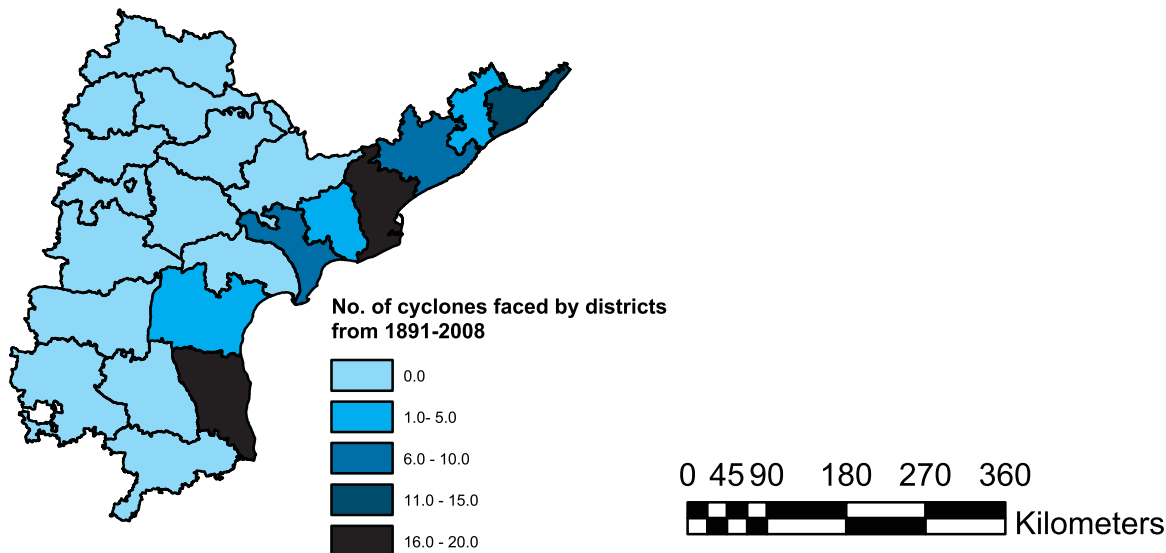 No. of cyclones faced by districts
from 1891-2008
0.0
1.0- 5.0
6.0 - 10.0
11.0 - 15.0
16.0 - 20.0
0 45 90 180 270 360
Kilometers